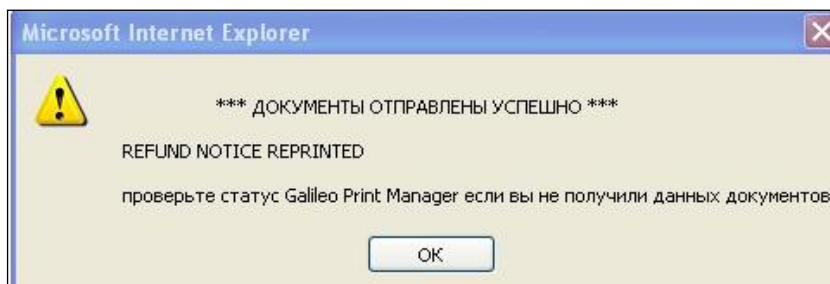 Microsoft Internet Explorer
*** ДОКУМЕНТЫ ОТПРАВЛЕНЫ УСПЕШНО ***
REFUND NOTICE REPRINTED
проверьте статус Galileo Print Manager если вы не получили данных документов
OK